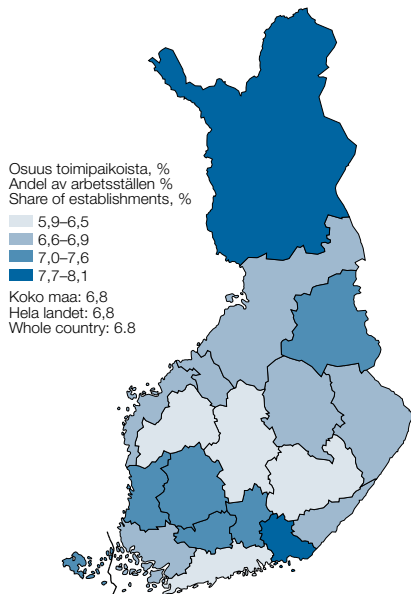 Osuus toimipaikoista, %
Andel av arbetsställen %
Share of establishments, %
5,9–6,5
6,6–6,9
7,0–7,6
7,7–8,1
Koko maa: 6,8
Hela landet: 6,8
Whole country: 6.8